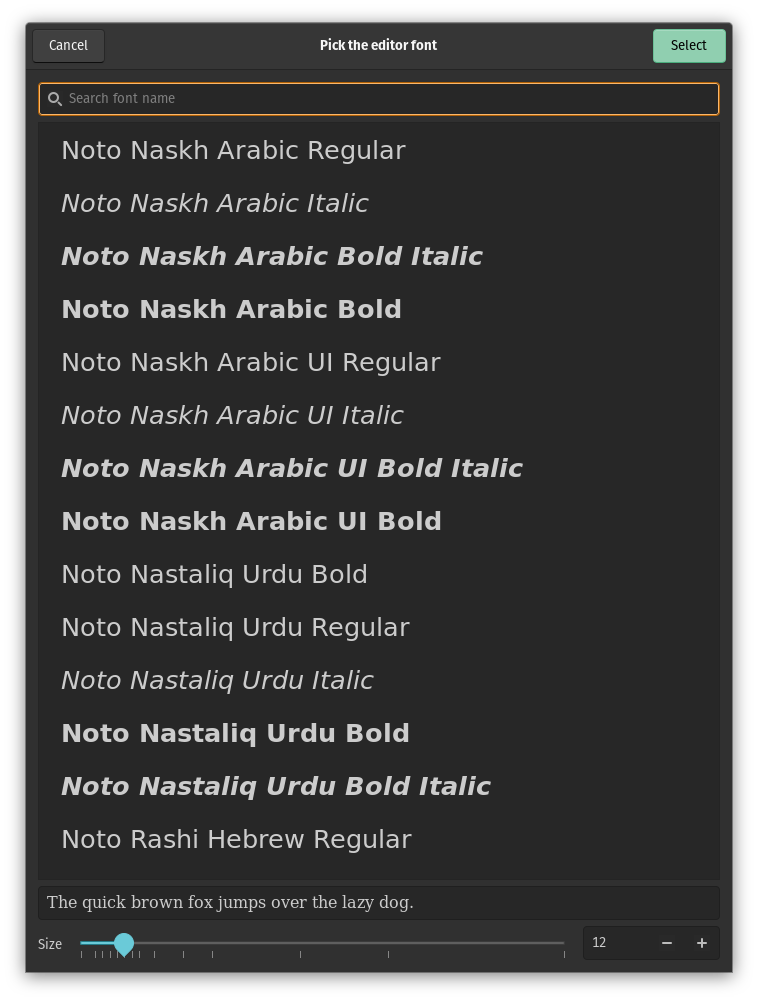 Cancel Pick the editor font Select
Search font name
Noto Naskh Arabic Regular
Noto Naskh Arabic Italic
Noto Naskh Arabic Bold Italic
Noto Naskh Arabic Bold
Noto Naskh Arabic UI Regular
Noto Naskh Arabic UI Italic
Noto Naskh Arabic UI Bold Italic
Noto Naskh Arabic UI Bold
Noto Nastaliq Urdu Bold
Noto Nastaliq Urdu Regular
Noto Nastaliq Urdu Italic
Noto Nastaliq Urdu Bold
Noto Nastaliq Urdu Bold Italic
Noto Rashi Hebrew Regular
The quick brown fox jumps over the lazy dog.
Size 12 − +